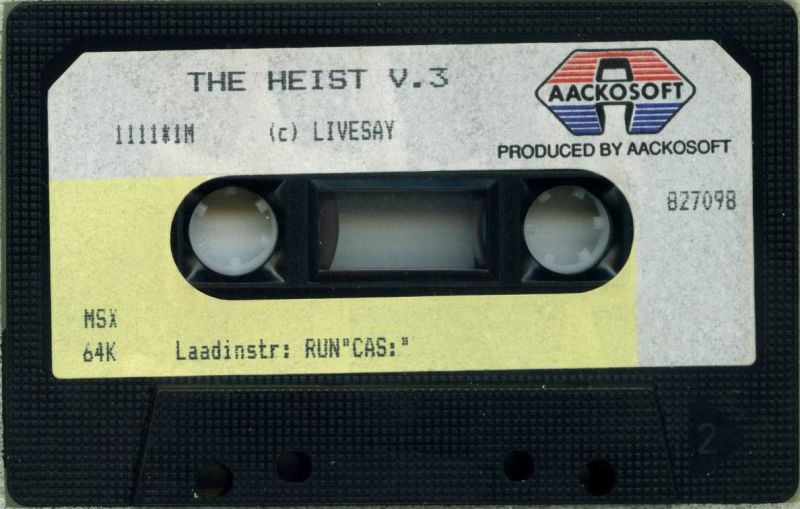 THE HEIST V.3
AACKOSOFT
1111*1M (c) LIVESAY
PRODUCED BY AACKOSOFT
827098
MSX
64K Laadinstr: RUN"CAS:"
2